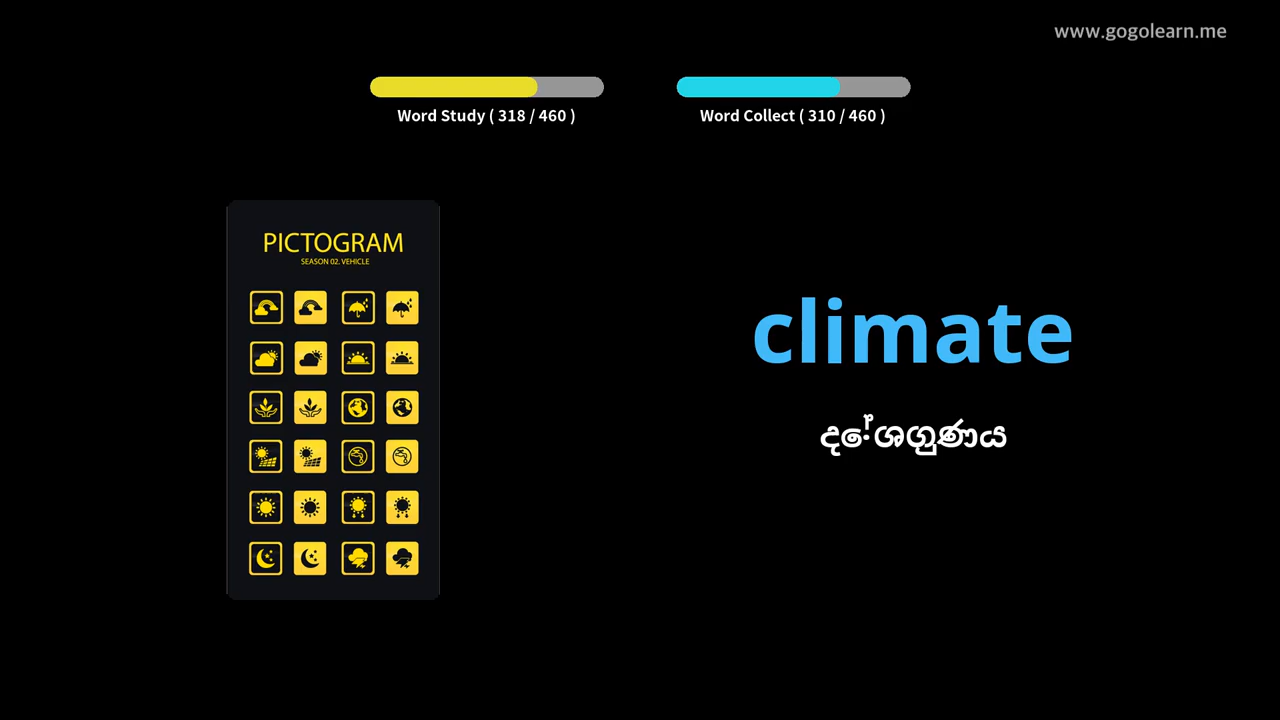 www.gogolearn.me
Word Study ( 318 / 460 )
Word Collect ( 310 / 460 )
PICTOGRAM
SEASON 02. VEHICLE
climate
දේශගුණය